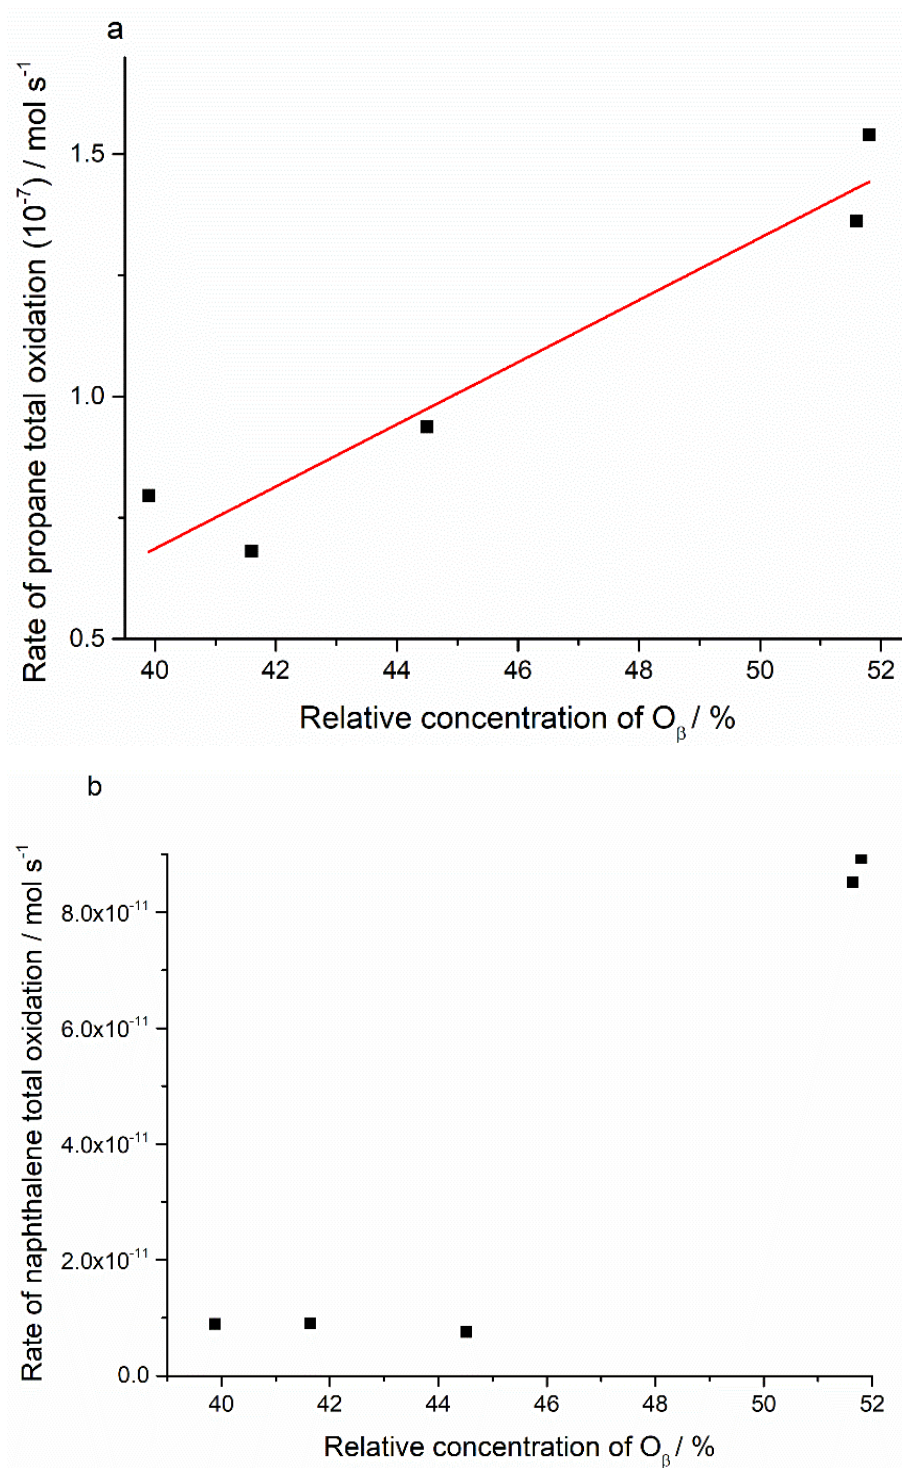 a
Rate of propane total oxidation (10⁻⁷) / mol s⁻¹
1.5
1.0
0.5
40 42 44 46 48 50 52
Relative concentration of Oᵦ / %
b
Rate of naphthalene total oxidation / mol s⁻¹
8.0x10⁻¹¹
6.0x10⁻¹¹
4.0x10⁻¹¹
2.0x10⁻¹¹
0.0
40 42 44 46 48 50 52
Relative concentration of Oᵦ / %